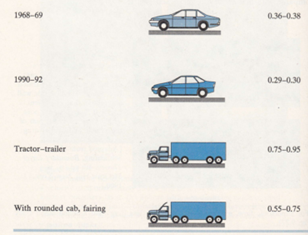 1968–69 0.36–0.38
1990–92 0.29–0.30
Tractor–trailer 0.75–0.95
With rounded cab, fairing 0.55–0.75